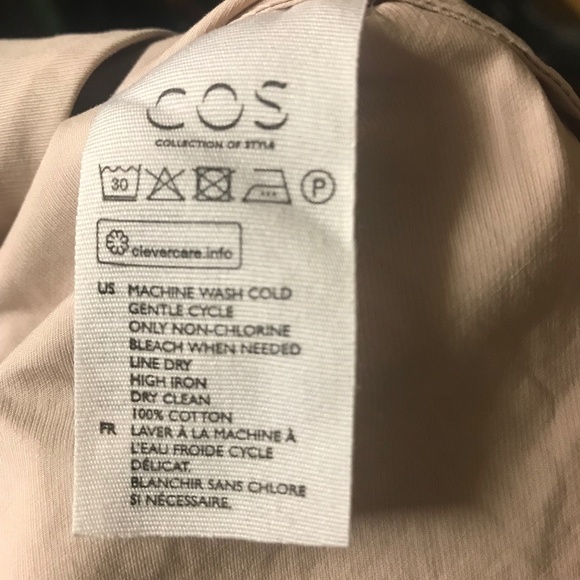 COS
COLLECTION OF STYLE
30 P
clevercare.info
US MACHINE WASH COLD
GENTLE CYCLE
ONLY NON-CHLORINE
BLEACH WHEN NEEDED
LINE DRY
HIGH IRON
DRY CLEAN
100% COTTON
FR LAVER À LA MACHINE À
L'EAU FROIDE CYCLE
DÉLICAT.
BLANCHIR SANS CHLORE
SI NÉCESSAIRE.